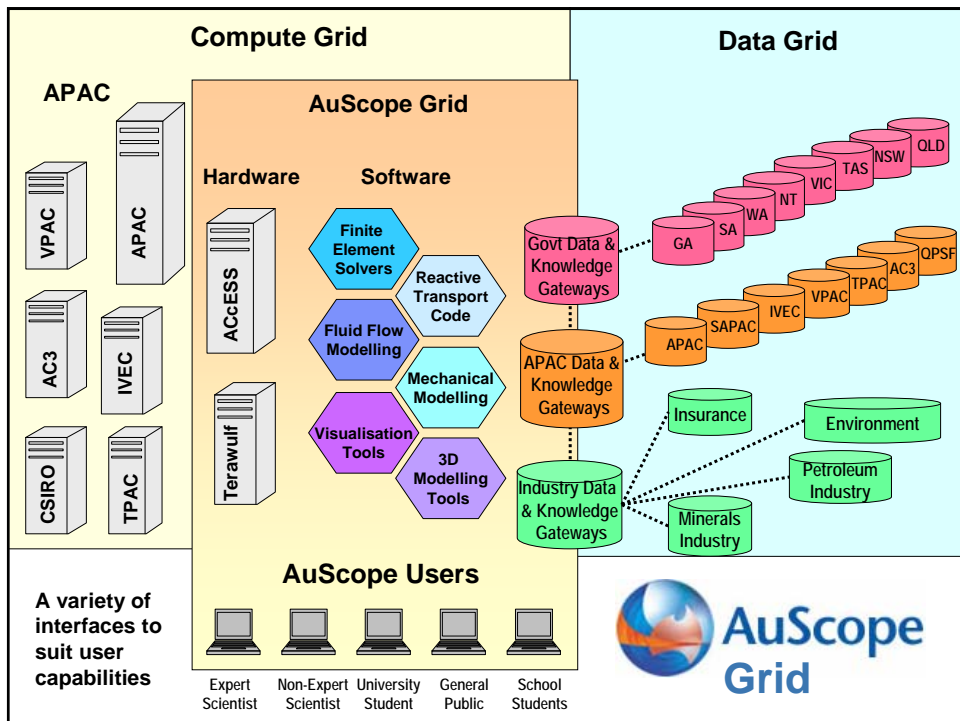 Compute Grid
Data Grid
APAC
AuScope Grid
Hardware
Software
VPAC
APAC
AC3
IVEC
CSIRO
TPAC
ACcESS
Terawulf
Finite
Element
Solvers
Reactive
Transport
Code
Fluid Flow
Modelling
Mechanical
Modelling
Visualisation
Tools
3D
Modelling
Tools
Govt Data &
Knowledge
Gateways
GA
SA
WA
NT
VIC
TAS
NSW
QLD
APAC Data &
Knowledge
Gateways
APAC
SAPAC
IVEC
VPAC
TPAC
AC3
QPSF
Industry Data
& Knowledge
Gateways
Insurance
Environment
Petroleum
Industry
Minerals
Industry
AuScope Users
A variety of
interfaces to
suit user
capabilities
Expert
Scientist
Non-Expert
Scientist
University
Student
General
Public
School
Students
AuScope
Grid